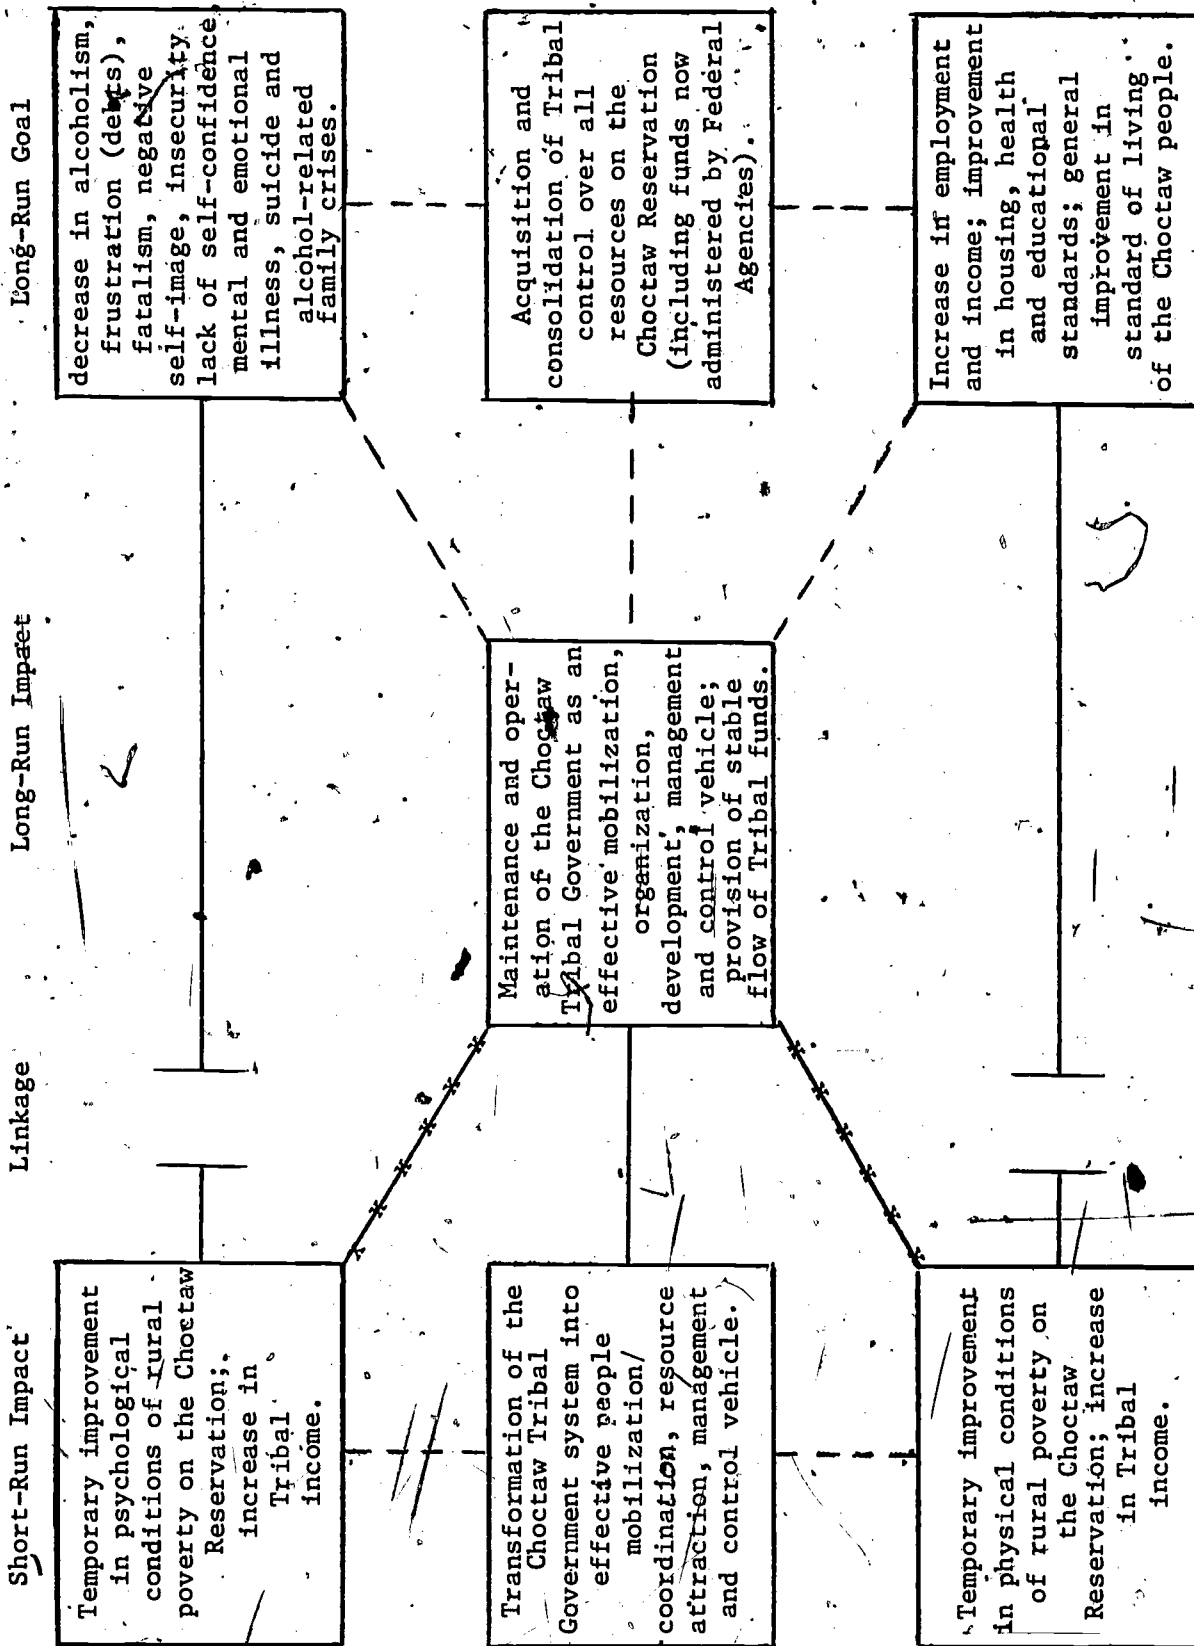 Short-Run Impact
Linkage
Long-Run Impact
Long-Run Goal
Temporary improvement
in psychological
conditions of rural
poverty on the Choctaw
Reservation;
increase in
Tribal
income.
decrease in alcoholism,
frustration (debts),
fatalism, negative
self-image, insecurity,
lack of self-confidence,
mental and emotional
illness, suicide and
alcohol-related
family crises.
Transformation of the
Choctaw Tribal
Government system into
effective people
mobilization/
coordination, resource
attraction, management
and control vehicle.
Maintenance and oper-
ation of the Choctaw
Tribal Government as an
effective mobilization,
organization,
development, management
and control vehicle;
provision of stable
flow of Tribal funds.
Acquisition and
consolidation of Tribal
control over all
resources on the
Choctaw Reservation
(including funds now
administered by Federal
Agencies).
Temporary improvement
in physical conditions
of rural poverty on
the Choctaw
Reservation; increase
in Tribal
income.
Increase in employment
and income; improvement
in housing, health
and educational
standards; general
improvement in
standard of living
of the Choctaw people.